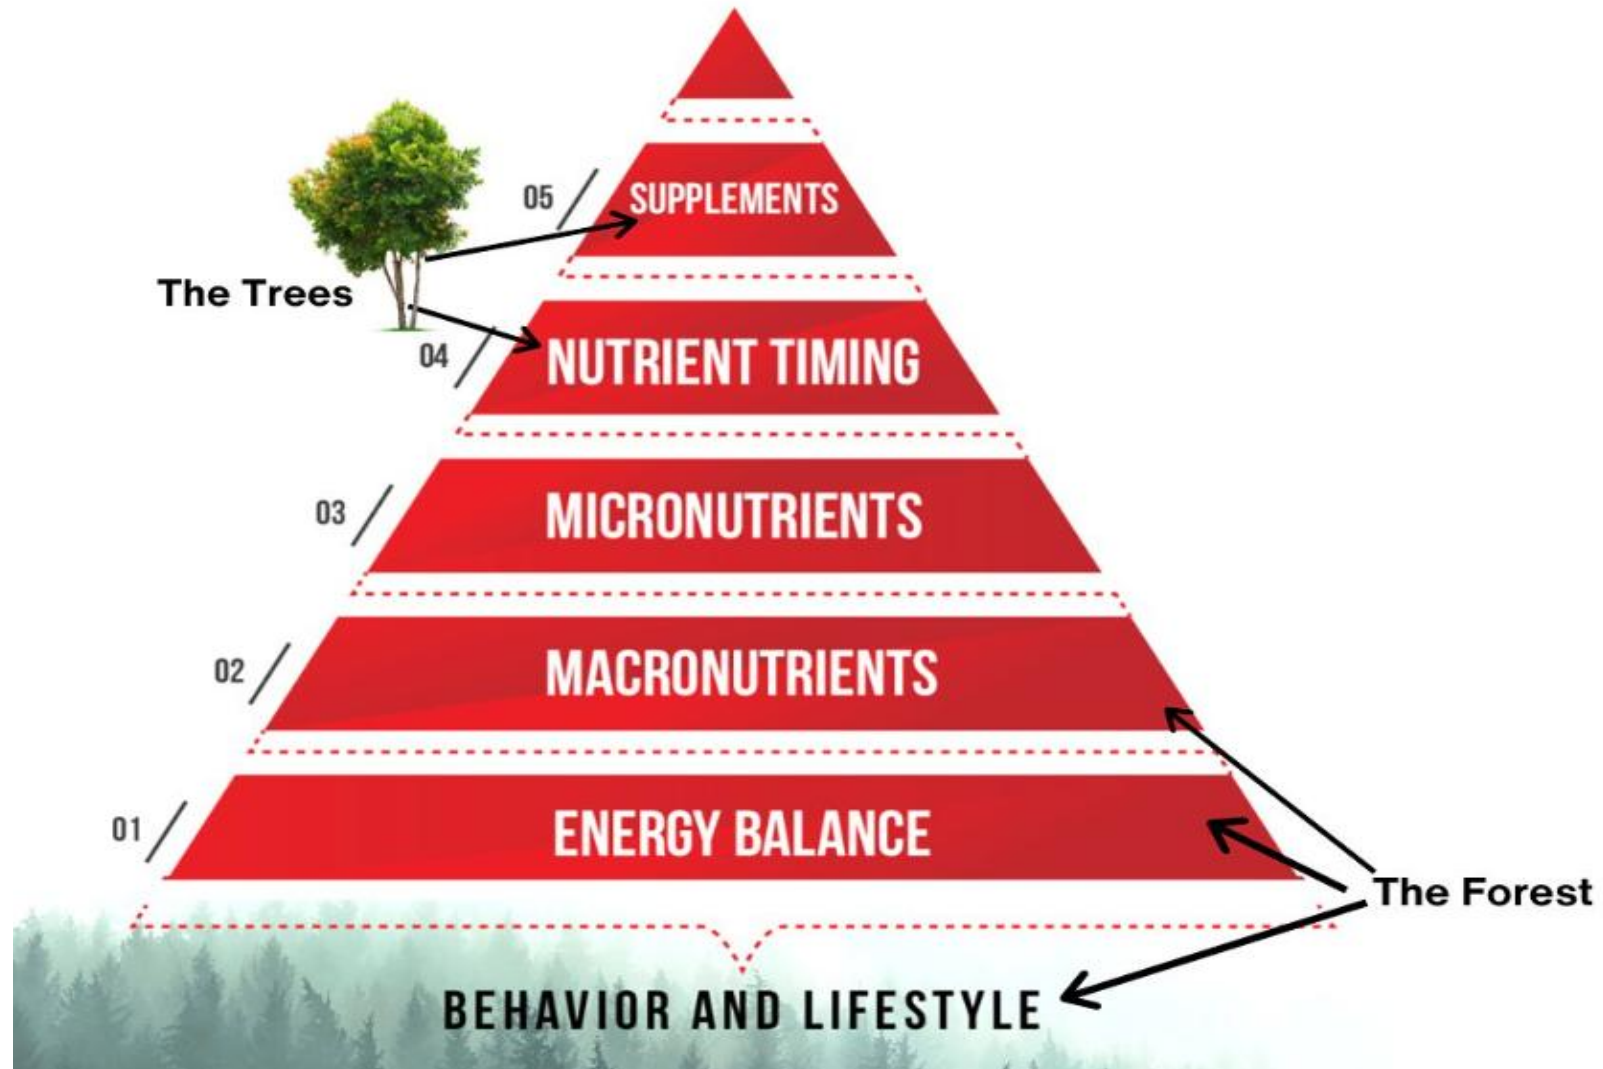 05
SUPPLEMENTS
The Trees
04
NUTRIENT TIMING
03
MICRONUTRIENTS
02
MACRONUTRIENTS
01
ENERGY BALANCE
The Forest
BEHAVIOR AND LIFESTYLE